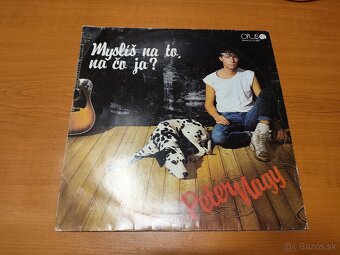 OPUS
Myslíš na to,
na čo ja?
Peter Nagy
Bazos.sk